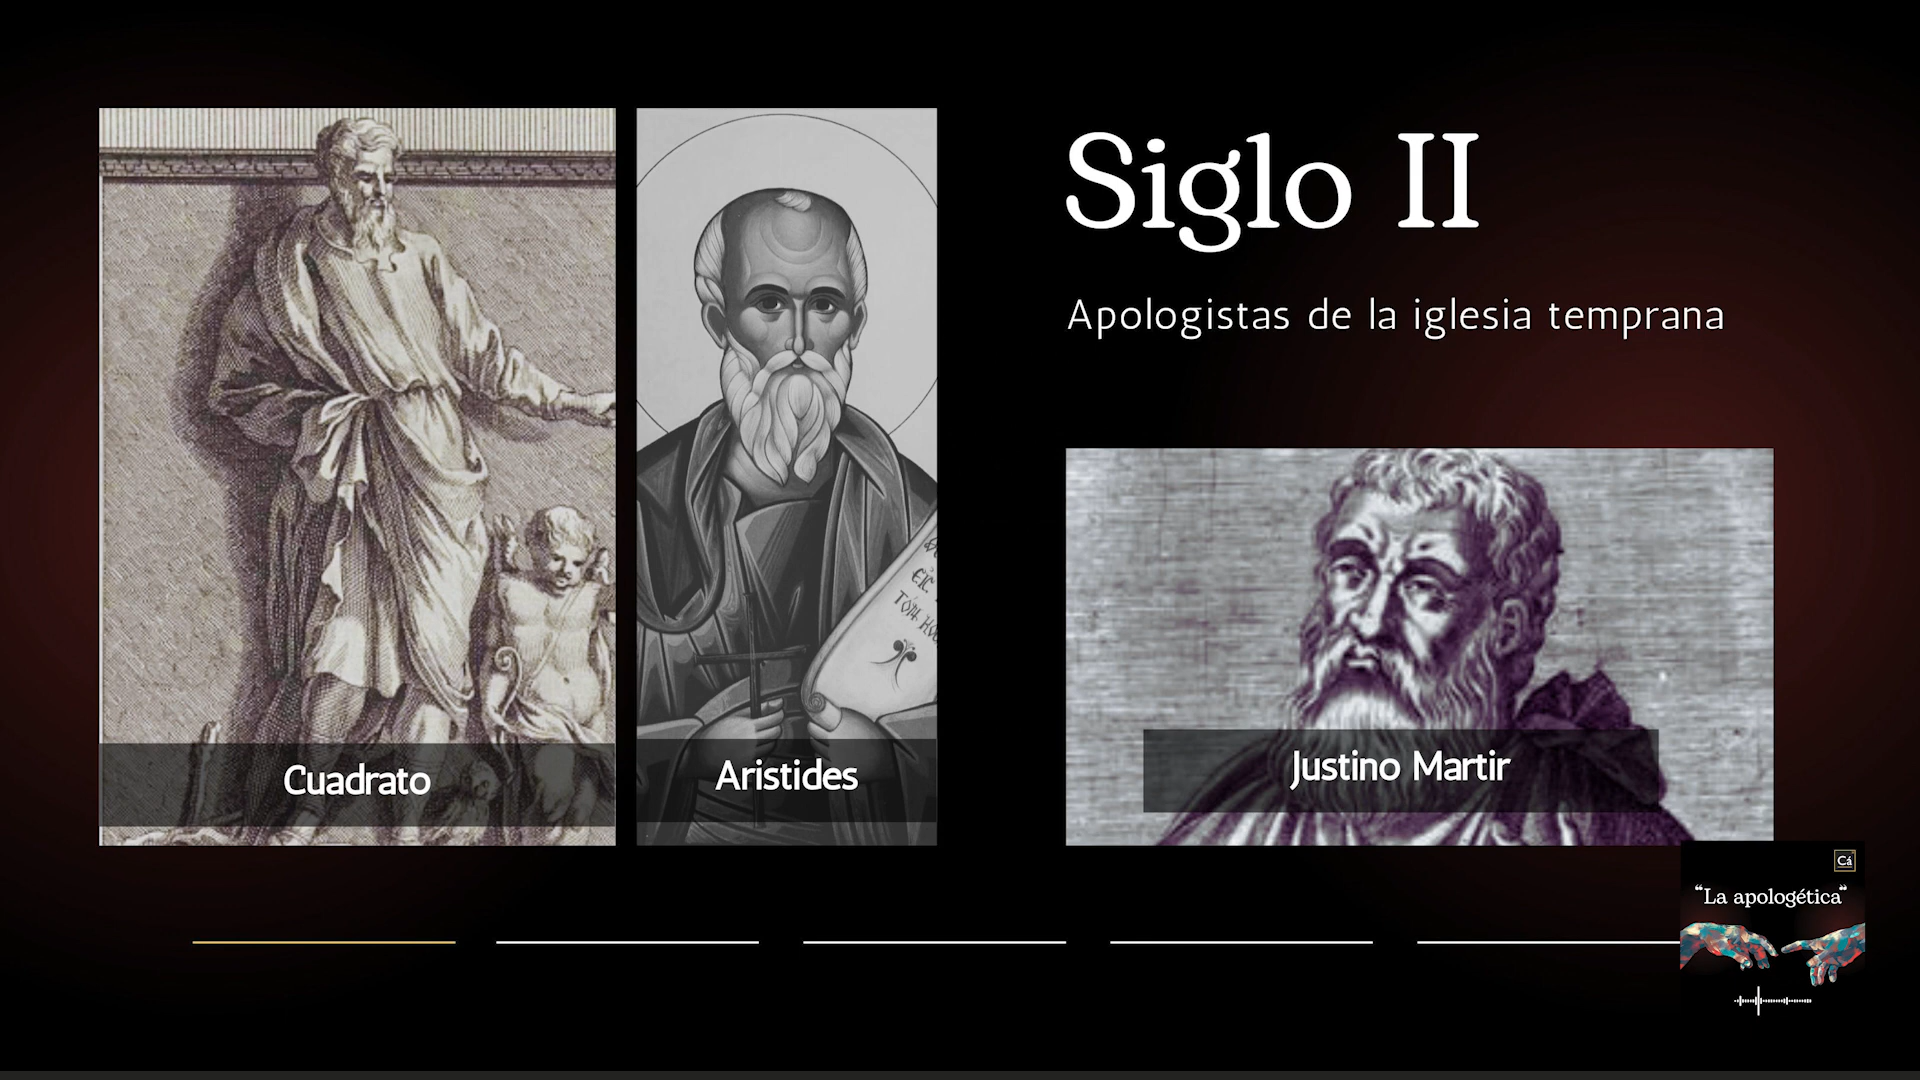 Siglo II
Apologistas de la iglesia temprana
Cuadrato
Aristides
Justino Martir
Cá
“La apologética”